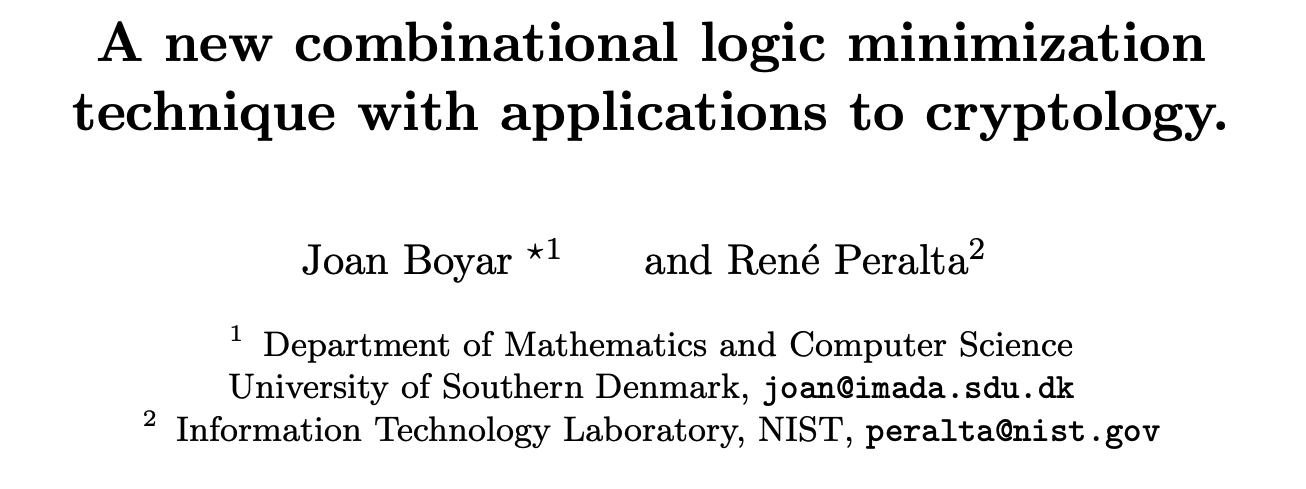 A new combinational logic minimization
technique with applications to cryptology.
Joan Boyar ⋆1 and René Peralta2
1 Department of Mathematics and Computer Science
University of Southern Denmark, joan@imada.sdu.dk
2 Information Technology Laboratory, NIST, peralta@nist.gov